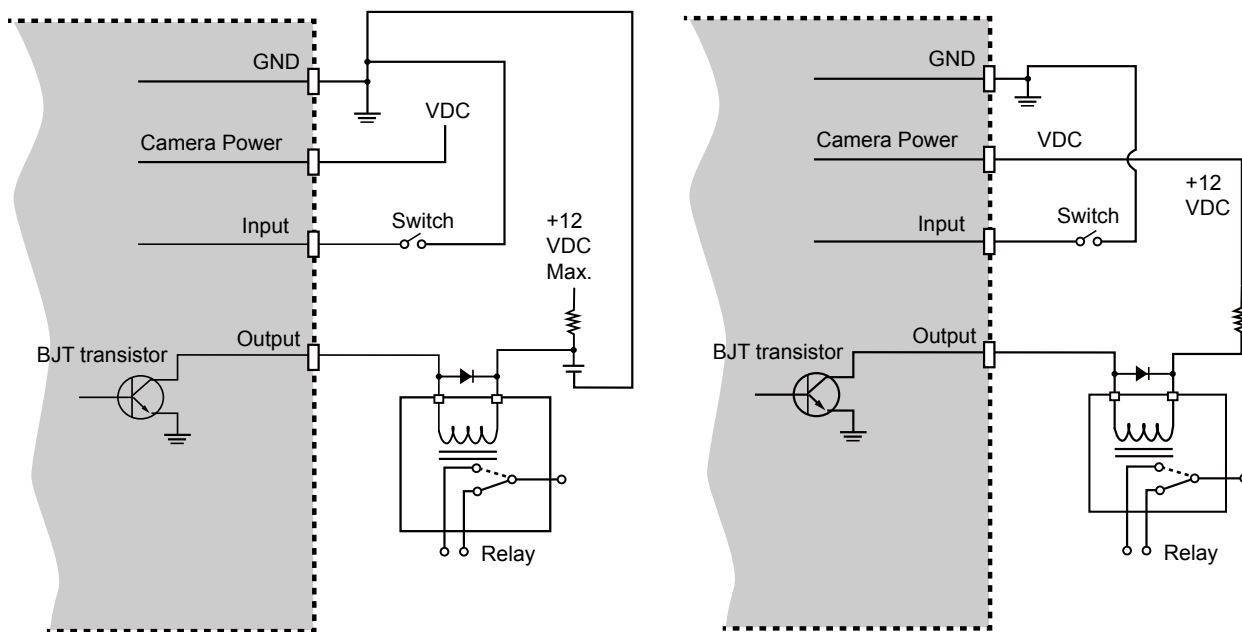 GND
VDC
Camera Power
Input
Switch
+12
VDC
Max.
Output
BJT transistor
Relay
GND
Camera Power
VDC
+12
VDC
Input
Switch
Output
BJT transistor
Relay